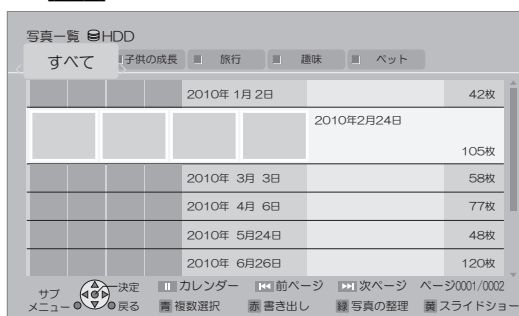 写真一覧 HDD
すべて 子供の成長 旅行 趣味 ペット
2010年 1月 2日 42枚
2010年2月24日
105枚
2010年 3月 3日 58枚
2010年 4月 6日 77枚
2010年 5月24日 48枚
2010年 6月26日 120枚
サブメニュー 決定 戻る
カレンダー 前ページ 次ページ ページ0001/0002
青 複数選択 赤 書き出し 緑 写真の整理 黄 スライドショー